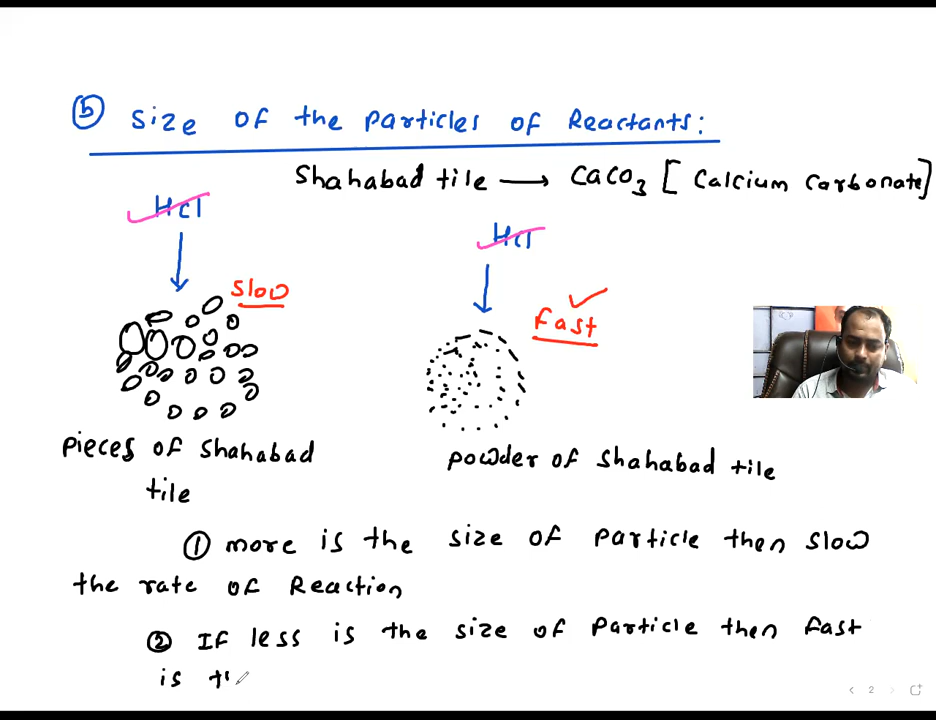 b Size of the particles of Reactants:
Shahabad tile → CaCO3 [Calcium Carbonate]
HCl
HCl
Slow
Fast
pieces of Shahabad
tile
powder of Shahabad tile
1 more is the size of particle then slow
the rate of Reaction
2 If less is the size of particle then fast
is
2